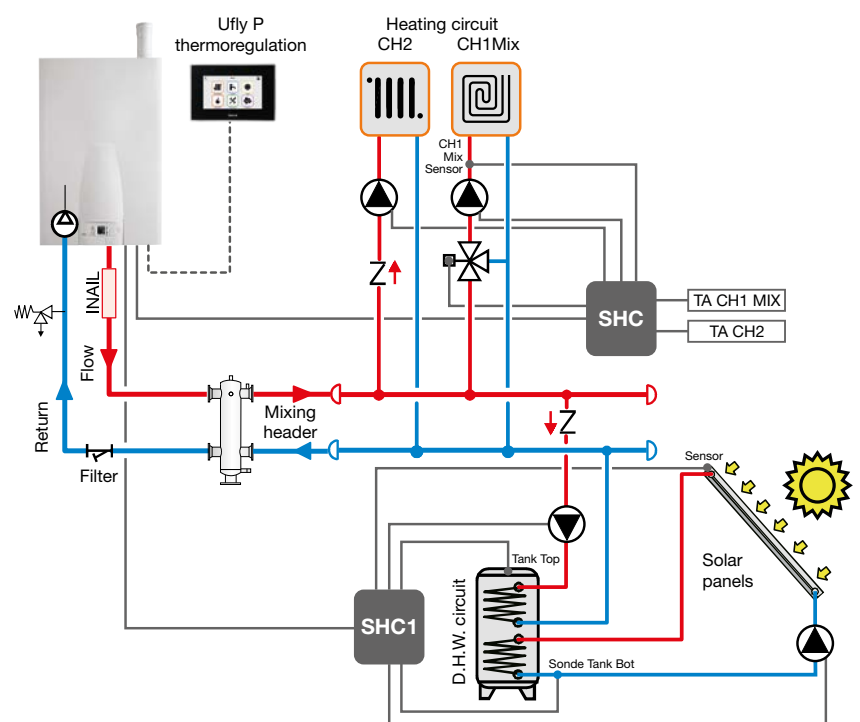 Ufly P
thermoregulation
Heating circuit
CH2
CH1Mix
CH1
Mix
Sensor
INAIL
SHC
TA CH1 MIX
TA CH2
Flow
Return
Mixing
header
Filter
Sensor
Solar
panels
Tank Top
SHC1
D.H.W. circuit
Sonde Tank Bot